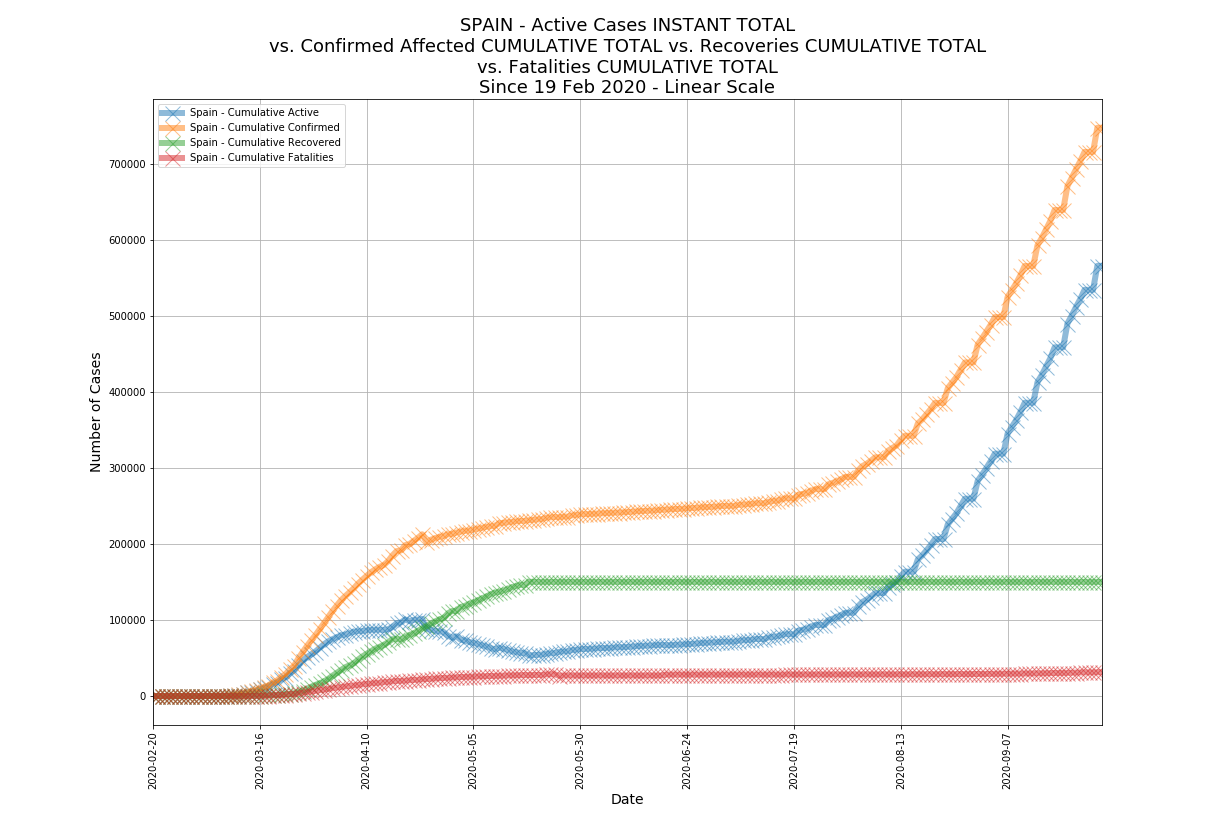 SPAIN - Active Cases INSTANT TOTAL
vs. Confirmed Affected CUMULATIVE TOTAL vs. Recoveries CUMULATIVE TOTAL
vs. Fatalities CUMULATIVE TOTAL
Since 19 Feb 2020 - Linear Scale
Spain - Cumulative Active
Spain - Cumulative Confirmed
Spain - Cumulative Recovered
Spain - Cumulative Fatalities
Number of Cases
700000
600000
500000
400000
300000
200000
100000
0
2020-02-20
2020-03-16
2020-04-10
2020-05-05
2020-05-30
2020-06-24
2020-07-19
2020-08-13
2020-09-07
Date